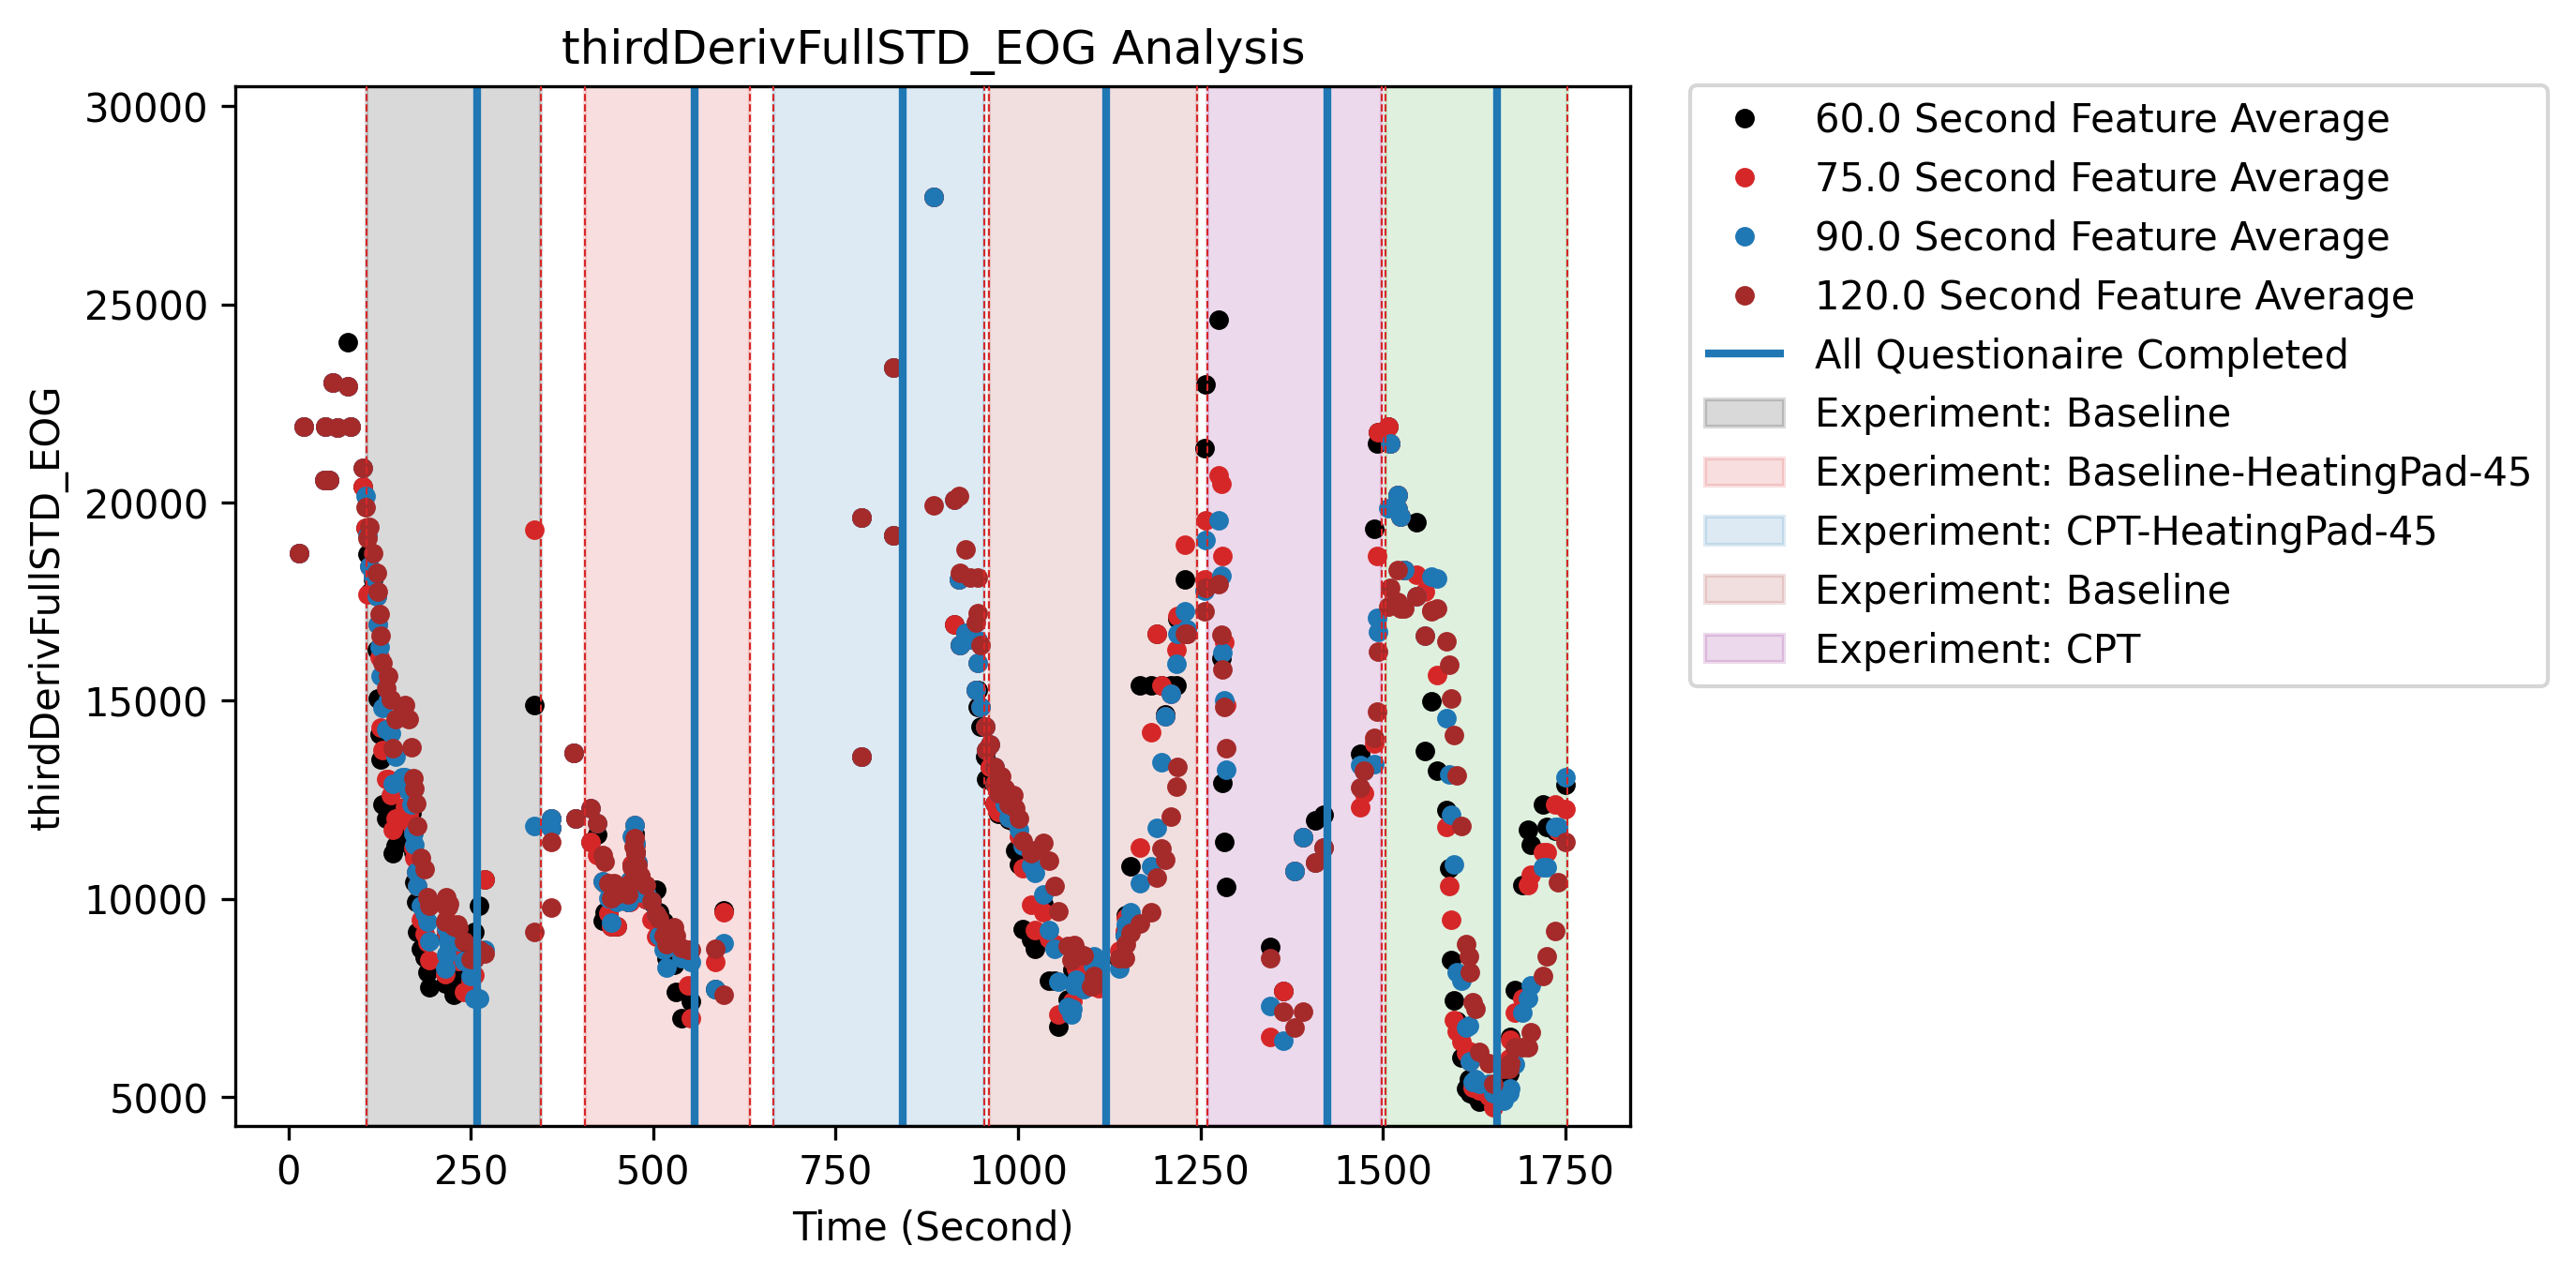 thirdDerivFullSTD_EOG Analysis
thirdDerivFullSTD_EOG
30000
25000
20000
15000
10000
5000
0 250 500 750 1000 1250 1500 1750
Time (Second)
60.0 Second Feature Average
75.0 Second Feature Average
90.0 Second Feature Average
120.0 Second Feature Average
All Questionaire Completed
Experiment: Baseline
Experiment: Baseline-HeatingPad-45
Experiment: CPT-HeatingPad-45
Experiment: Baseline
Experiment: CPT